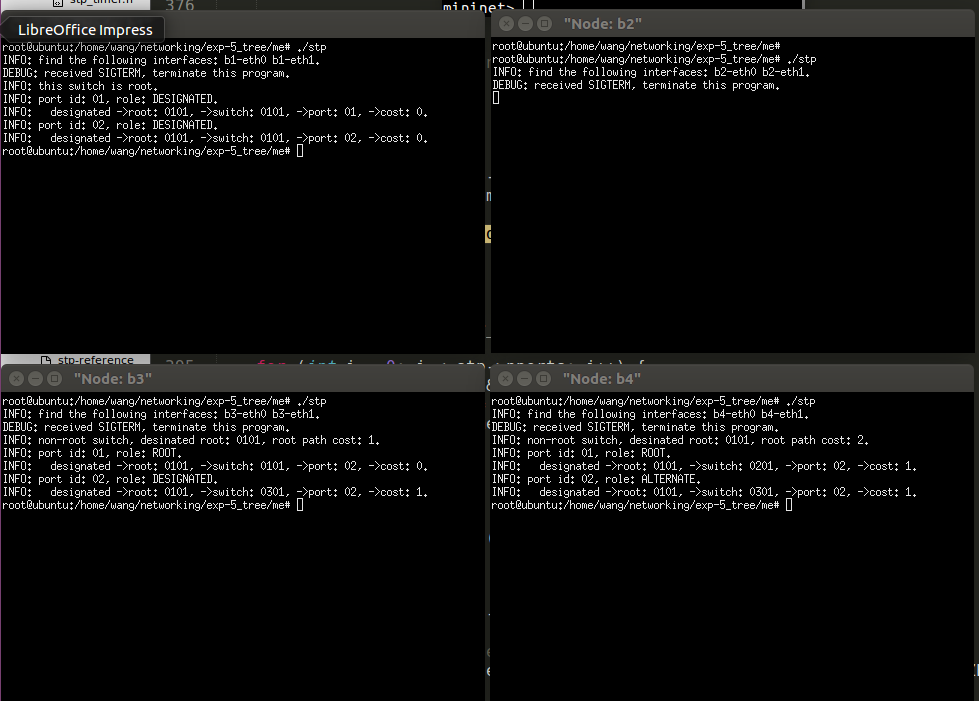 stp_timer.h
376
mininet>
LibreOffice Impress
"Node: b2"
root@ubuntu:/home/wang/networking/exp-5_tree/me# ./stp
INFO: find the following interfaces: b1-eth0 b1-eth1.
DEBUG: received SIGTERM, terminate this program.
INFO: this switch is root.
INFO: port id: 01, role: DESIGNATED.
INFO:   designated ->root: 0101, ->switch: 0101, ->port: 01, ->cost: 0.
INFO: port id: 02, role: DESIGNATED.
INFO:   designated ->root: 0101, ->switch: 0101, ->port: 02, ->cost: 0.
root@ubuntu:/home/wang/networking/exp-5_tree/me#
root@ubuntu:/home/wang/networking/exp-5_tree/me#
root@ubuntu:/home/wang/networking/exp-5_tree/me# ./stp
INFO: find the following interfaces: b2-eth0 b2-eth1.
DEBUG: received SIGTERM, terminate this program.
stp-reference
"Node: b3"
root@ubuntu:/home/wang/networking/exp-5_tree/me# ./stp
INFO: find the following interfaces: b3-eth0 b3-eth1.
DEBUG: received SIGTERM, terminate this program.
INFO: non-root switch, desinated root: 0101, root path cost: 1.
INFO: port id: 01, role: ROOT.
INFO:   designated ->root: 0101, ->switch: 0101, ->port: 02, ->cost: 0.
INFO: port id: 02, role: DESIGNATED.
INFO:   designated ->root: 0101, ->switch: 0301, ->port: 02, ->cost: 1.
root@ubuntu:/home/wang/networking/exp-5_tree/me#
"Node: b4"
root@ubuntu:/home/wang/networking/exp-5_tree/me# ./stp
INFO: find the following interfaces: b4-eth0 b4-eth1.
DEBUG: received SIGTERM, terminate this program.
INFO: non-root switch, desinated root: 0101, root path cost: 2.
INFO: port id: 01, role: ROOT.
INFO:   designated ->root: 0101, ->switch: 0201, ->port: 02, ->cost: 1.
INFO: port id: 02, role: ALTERNATE.
INFO:   designated ->root: 0101, ->switch: 0301, ->port: 02, ->cost: 1.
root@ubuntu:/home/wang/networking/exp-5_tree/me#